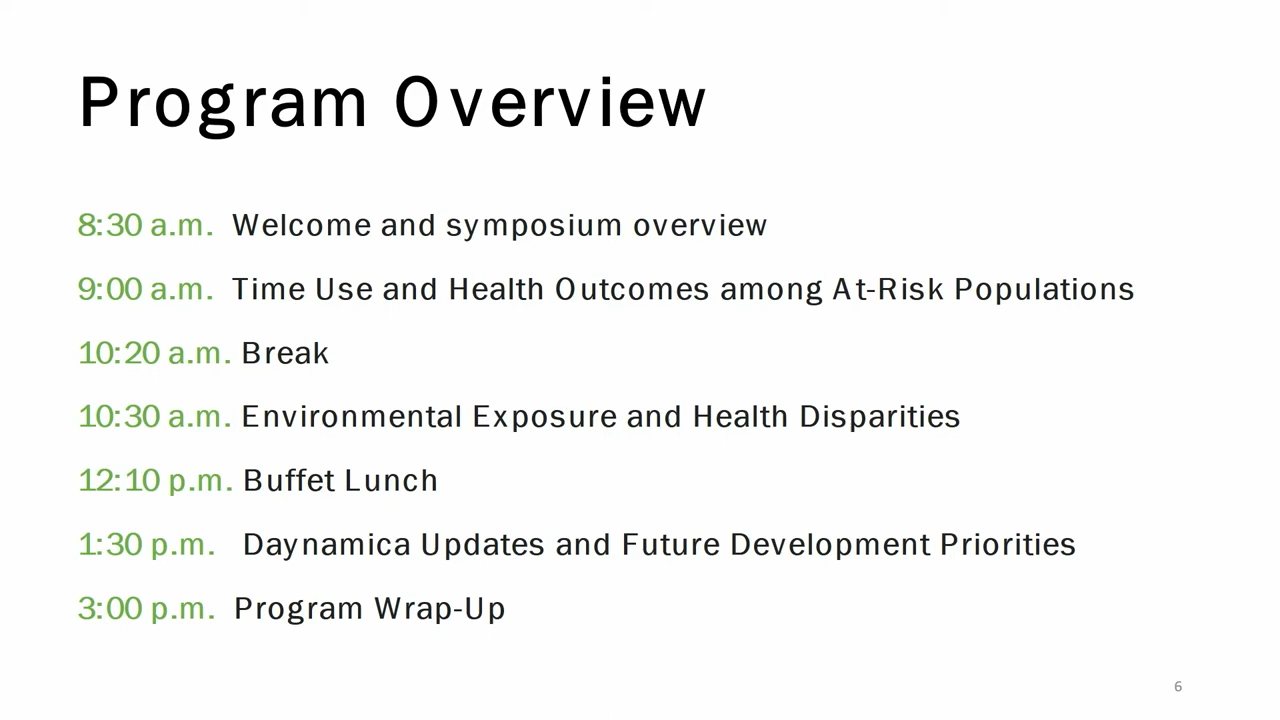 Program Overview
8:30 a.m. Welcome and symposium overview
9:00 a.m. Time Use and Health Outcomes among At-Risk Populations
10:20 a.m. Break
10:30 a.m. Environmental Exposure and Health Disparities
12:10 p.m. Buffet Lunch
1:30 p.m. Daynamica Updates and Future Development Priorities
3:00 p.m. Program Wrap-Up
6